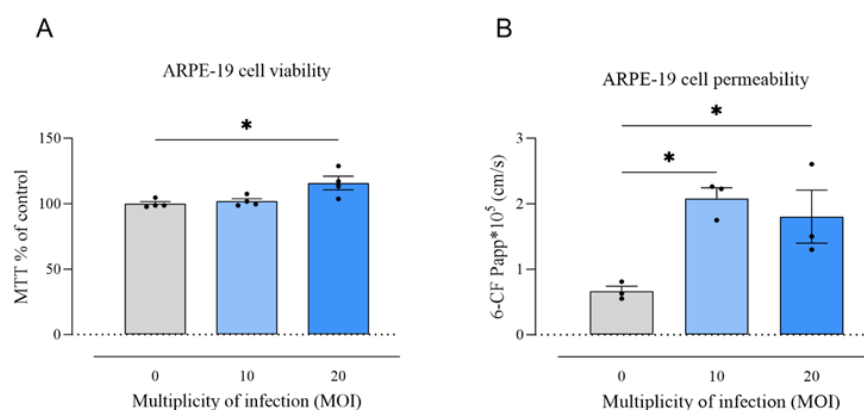 A
ARPE-19 cell viability
*
150
100
50
0
MTT % of control
0 10 20
Multiplicity of infection (MOI)
B
ARPE-19 cell permeability
*
*
3
2
1
0
6-CF Papp*10⁵ (cm/s)
0 10 20
Multiplicity of infection (MOI)